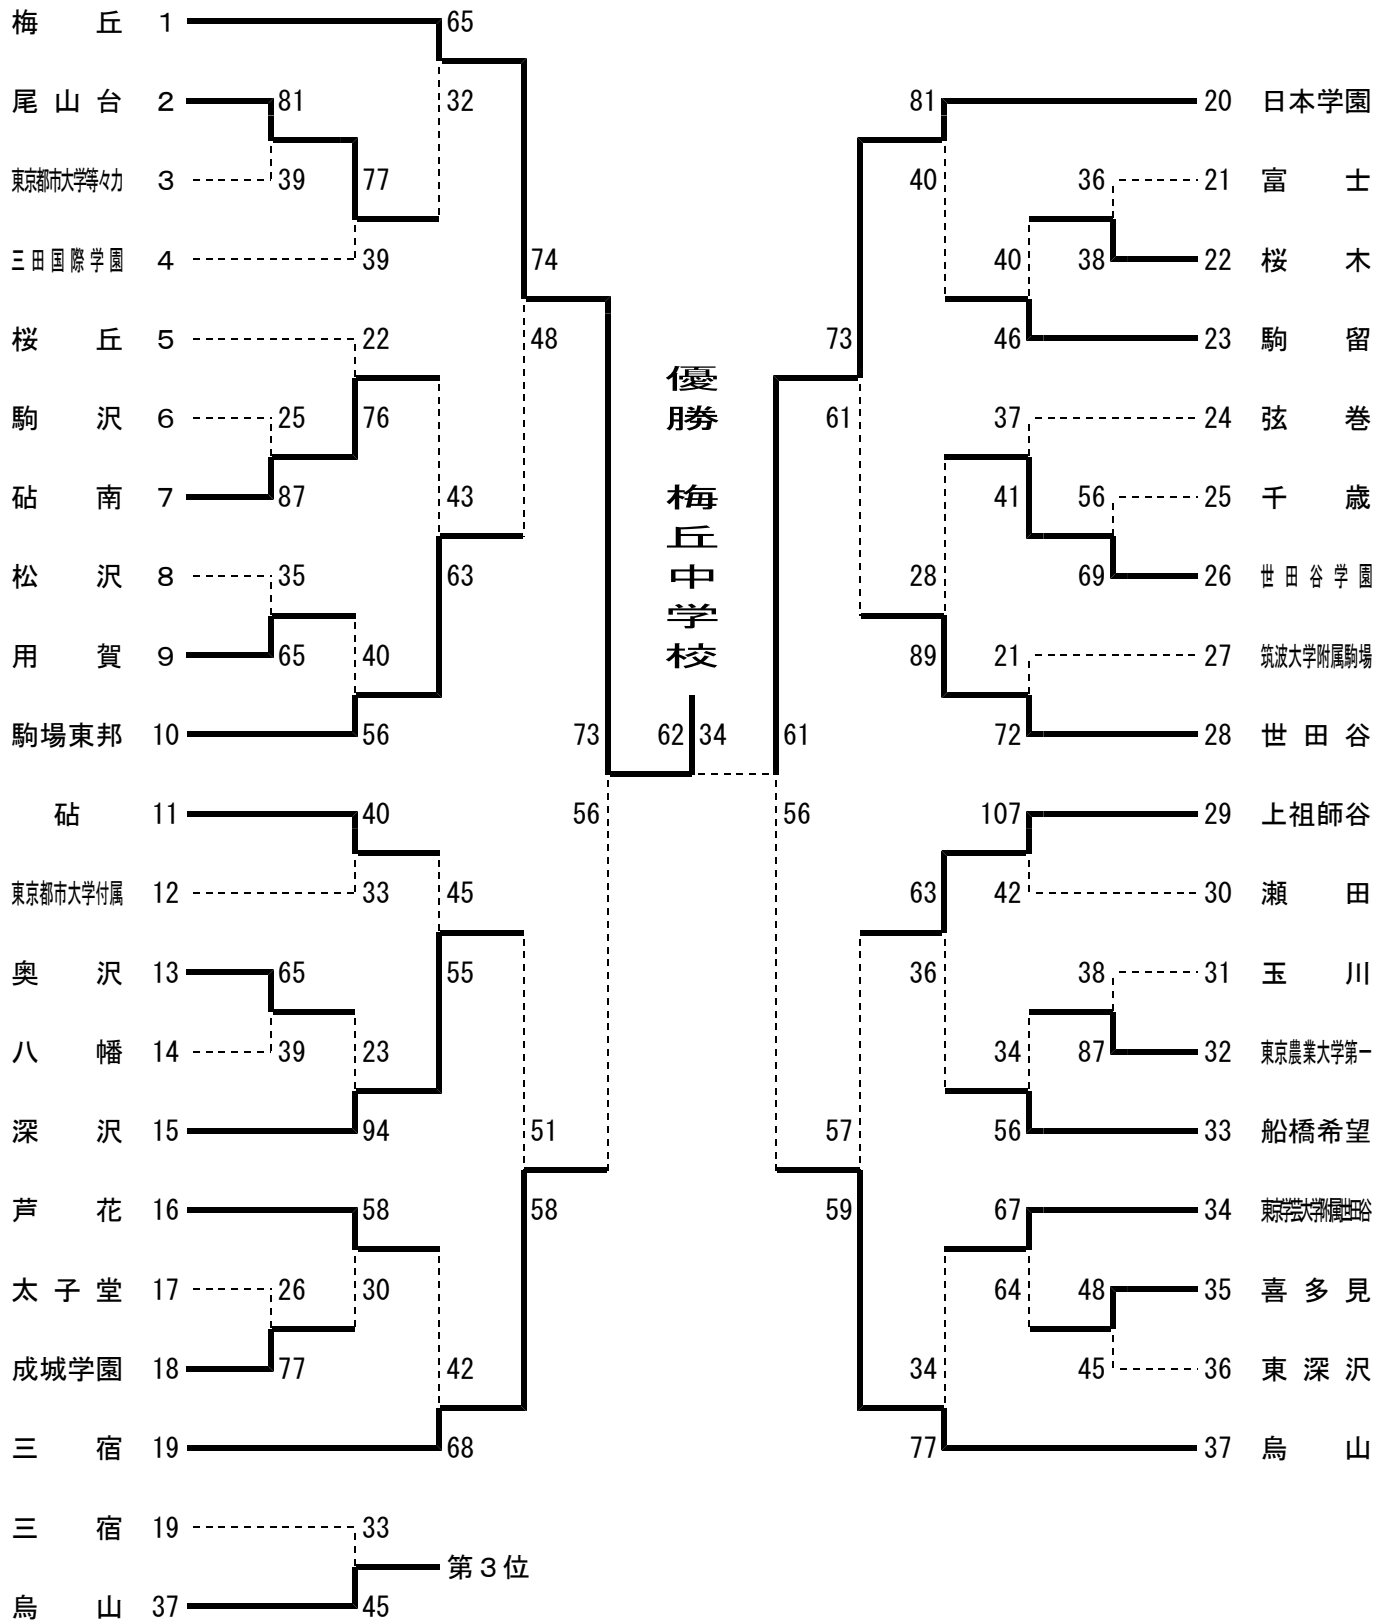 梅丘 1 65
尾山台 2 81 32
東京都市大学等々力 3 39 77
三田国際学園 4 39 74
桜丘 5 22 48
駒沢 6 25 76
砧南 7 87 43
松沢 8 35 63
用賀 9 65 40
駒場東邦 10 56 73
砧 11 40 56
東京都市大学付属 12 33 45
奥沢 13 65 55
八幡 14 39 23
深沢 15 94 51
芦花 16 58 58
太子堂 17 26 30
成城学園 18 77 42
三宿 19 68
三宿 19 33
第3位
烏山 37 45
優勝 梅丘中学校
62 34
81 20 日本学園
40 36 21 富士
40 38 22 桜木
73 46 23 駒留
61 37 24 弦巻
41 56 25 千歳
28 69 26 世田谷学園
89 21 27 筑波大学附属駒場
61 72 28 世田谷
56 107 29 上祖師谷
63 42 30 瀬田
36 38 31 玉川
34 87 32 東京農業大学第一
57 56 33 船橋希望
59 67 34 東京学芸大学附属世田谷
64 48 35 喜多見
34 45 36 東深沢
77 37 烏山